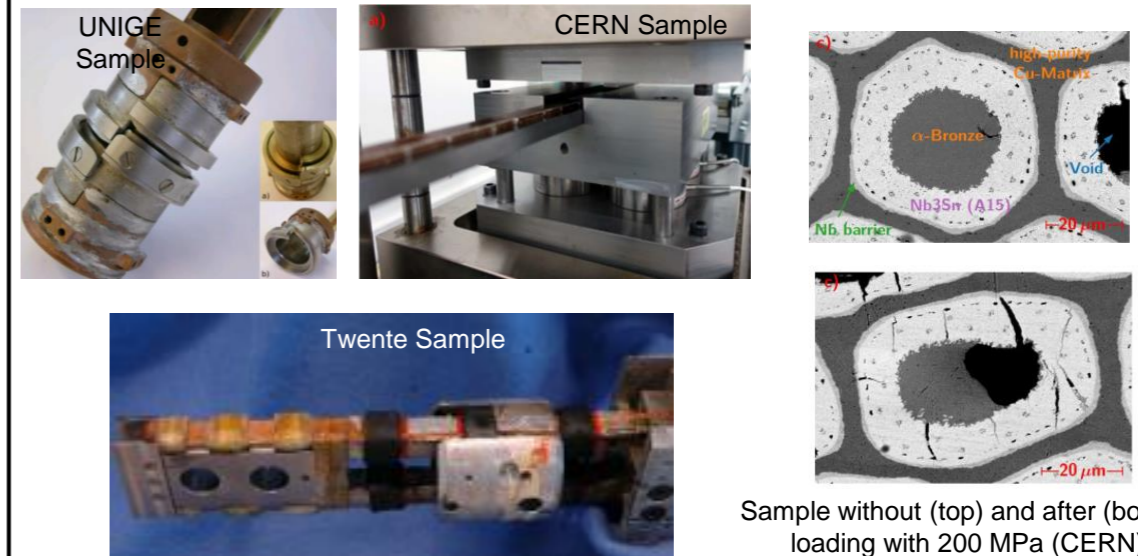 UNIGE
Sample
a)
b)
a)
CERN Sample
Twente Sample
c)
high-purity
Cu-Matrix
α-Bronze
Void
Nb3Sn (A15)
Nb barrier
20 μm
c)
20 μm
Sample without (top) and after (bo
loading with 200 MPa (CERN)